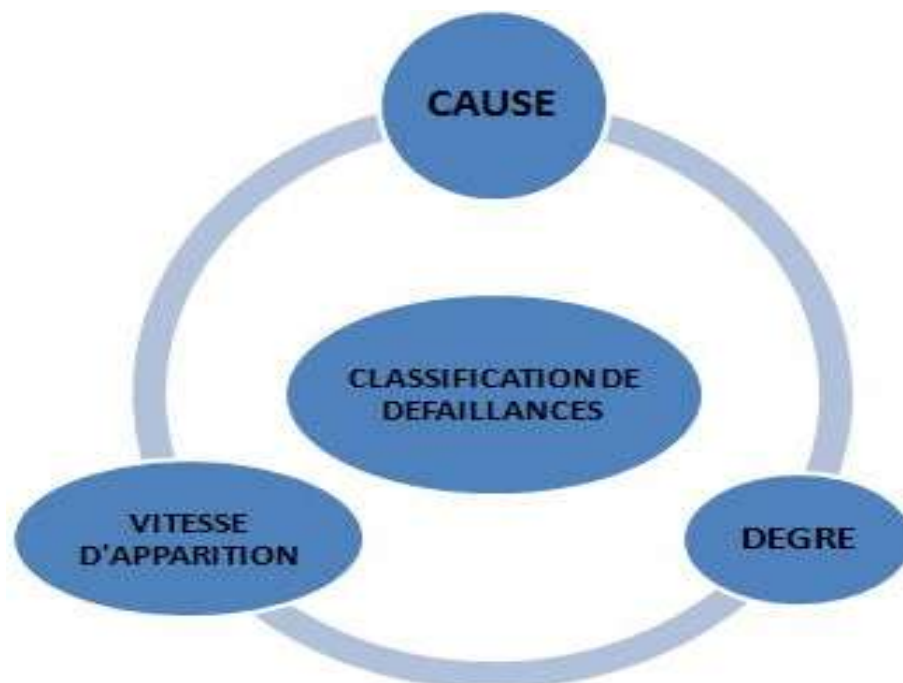 CAUSE
CLASSIFICATION DE
DEFAILLANCES
VITESSE
D'APPARITION
DEGRE